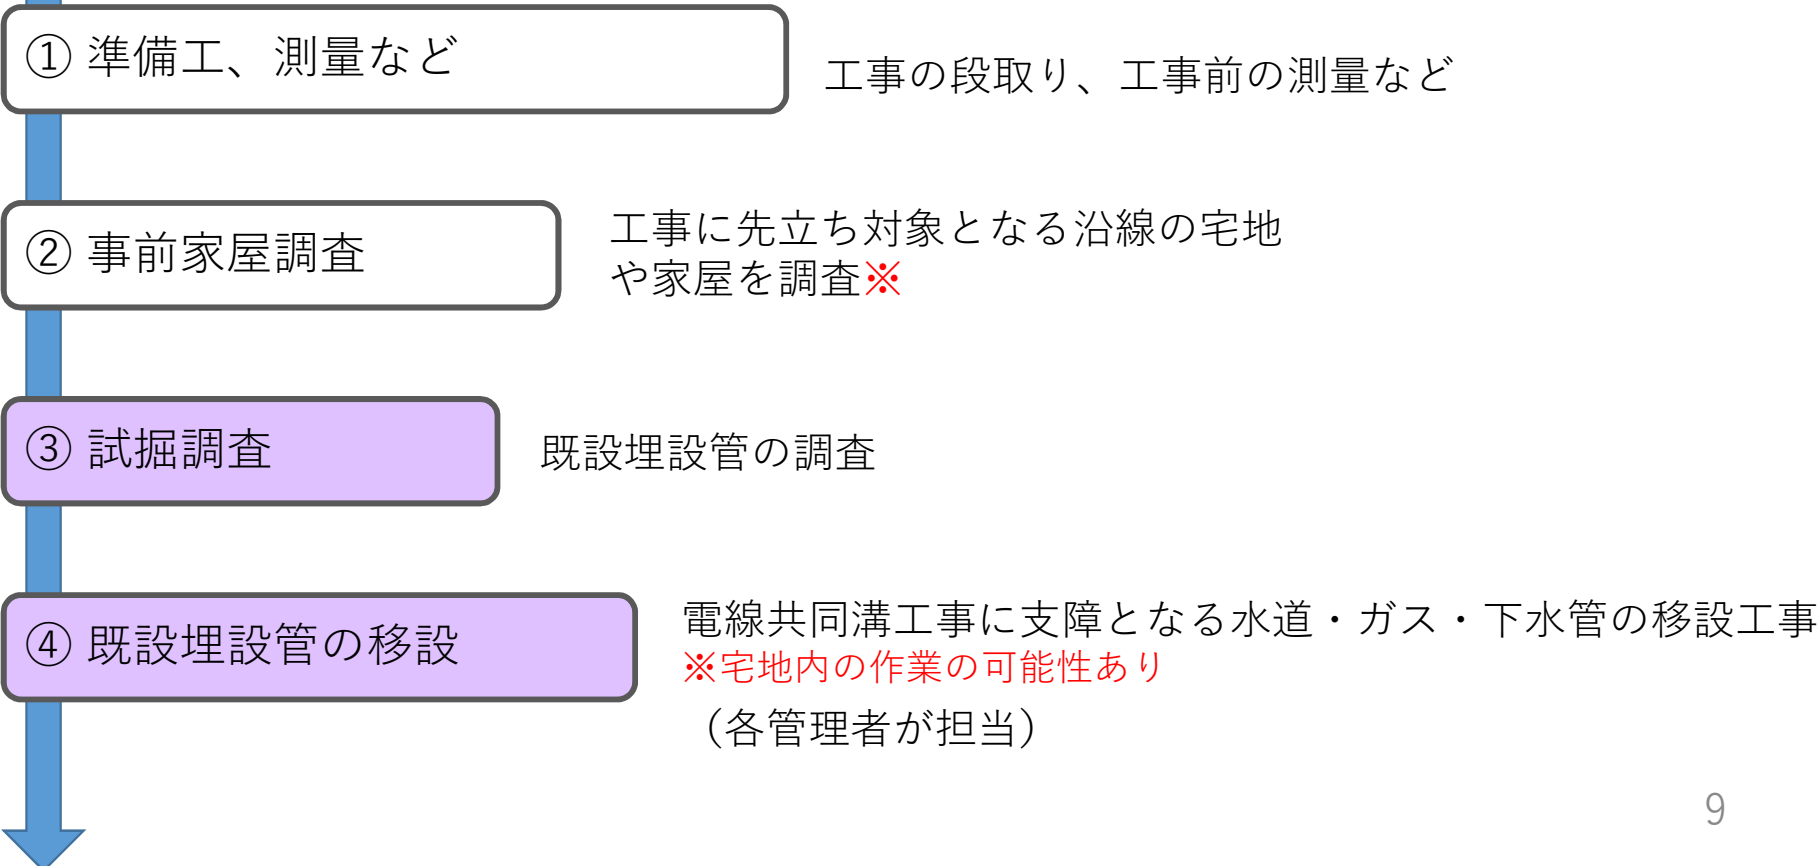 ① 準備工、測量など
工事の段取り、工事前の測量など
② 事前家屋調査
工事に先立ち対象となる沿線の宅地
や家屋を調査※
③ 試掘調査
既設埋設管の調査
④ 既設埋設管の移設
電線共同溝工事に支障となる水道・ガス・下水管の移設工事
※宅地内の作業の可能性あり
（各管理者が担当）
9